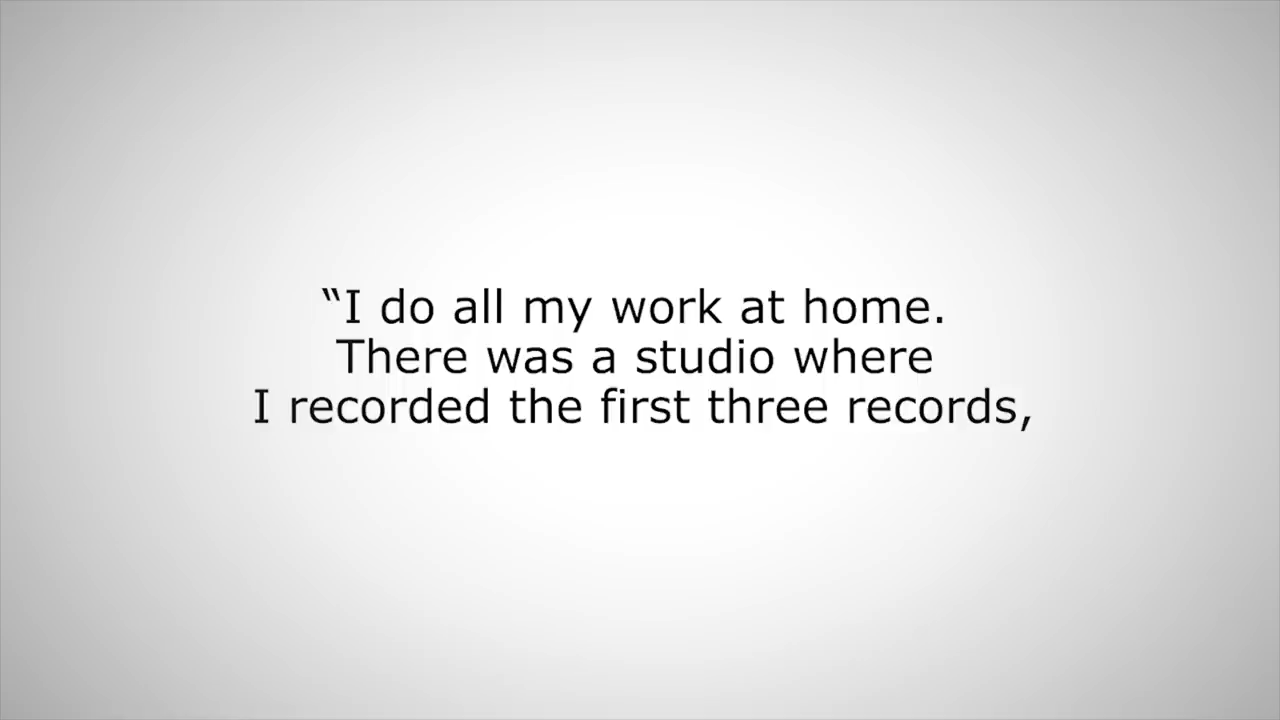 “I do all my work at home.
There was a studio where
I recorded the first three records,